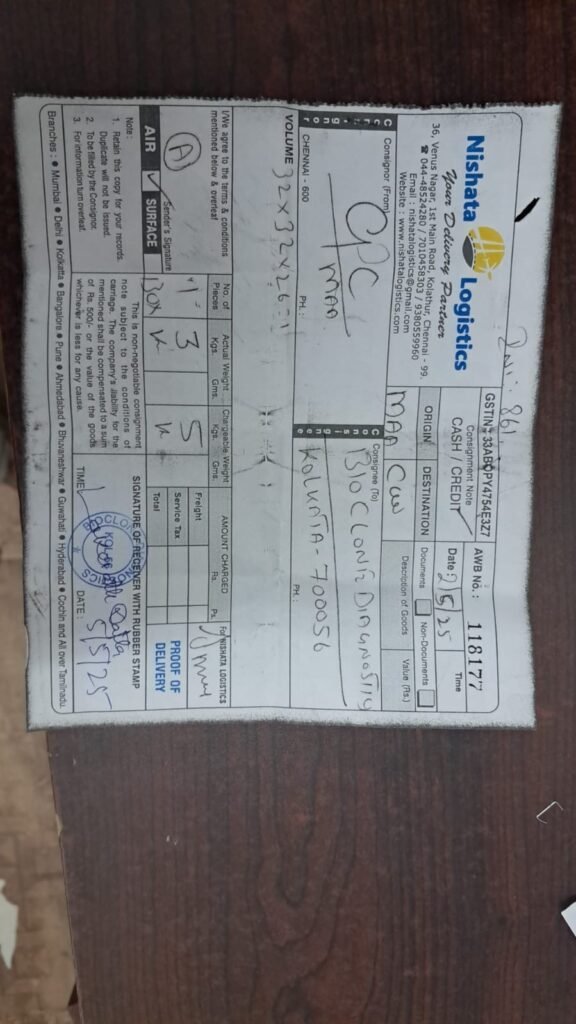 Inv: 861
Nishata Logistics
Your Delivery Partner
36, Venus Nagar, 1st Main Road, Kolathur, Chennai - 99.
☎ 044-48524280 / 7010458303 - 9380559960
Email : nishatalogistics@gmail.com
Website : www.nishatalogistics.com
GSTIN : 33ABOPY4754E3Z7
Consignment Note
CASH / CREDIT
AWB No.: 118177
Date 2/5/25
Time
ORIGIN
MAA
DESTINATION
CCU
Documents
Non-Documents
Description of Goods
Value (Rs.)
Consignor
Consignor (From)
CPC
MAA
CHENNAI - 600
PH.:
Consignee
Consignee (To)
BIOCLONE DIAGNOSTICS
KOLKATA - 700056
PH.:
VOLUME 32x32x26=1
I/We agree to the terms & conditions
mentioned below & overleaf
A
Sender's Signature
AIR
SURFACE
No. of
Pieces
1
BOX
Actual Weight
Kgs.
Gms.
3
K
Chargeable Weight
Kgs.
Gms.
5
K
AMOUNT CHARGED
Rs.
Ps.
Freight
Service Tax
Total
For NISHATA LOGISTICS
PROOF OF
DELIVERY
Note :
1. Retain this copy for your records.
Duplicate will not be issued.
2. To be filled by the Consignor.
3. For information turn overleaf.
This is non-negotiable consignment
note subject to the conditions of
carriage. The company's liability for the
mentioned shall be compensated to a sum
of Rs. 500/- or the value of the goods
whichever is less for any cause.
SIGNATURE OF RECEIVER WITH RUBBER STAMP
TIME
DATE : 5/5/25
Branches : ● Mumbai ● Delhi ● Kolkatta ● Bangalore ● Pune ● Ahmedabad ● Bhuvaneshwar ● Guwahati ● Hyderabad ● Cochin and All over Tamilnadu